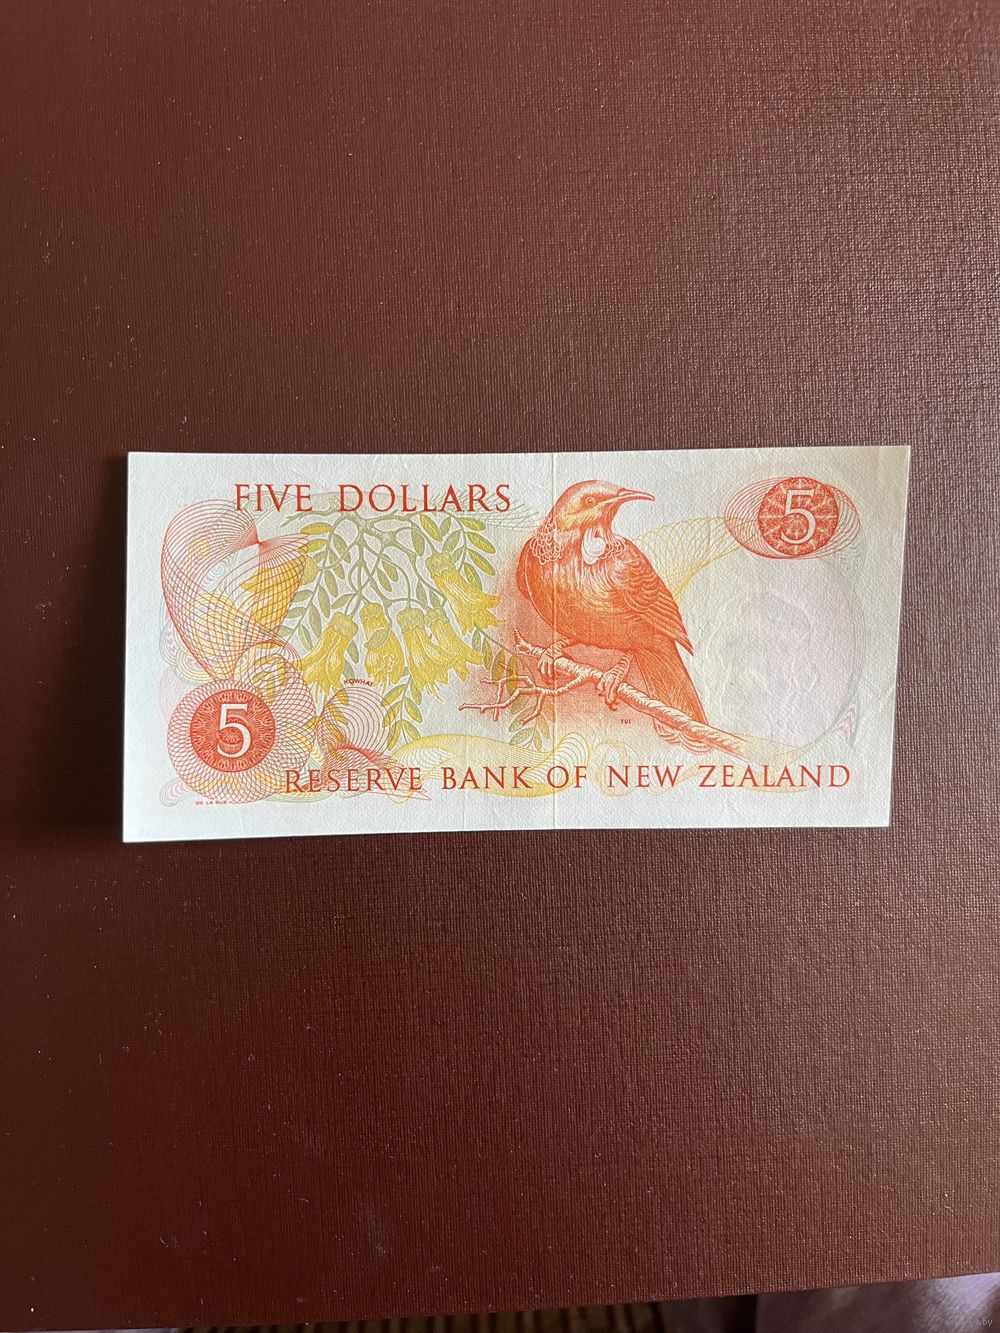 FIVE DOLLARS
5
KOWHAI
TUI
5
RESERVE BANK OF NEW ZEALAND
DE LA RUE